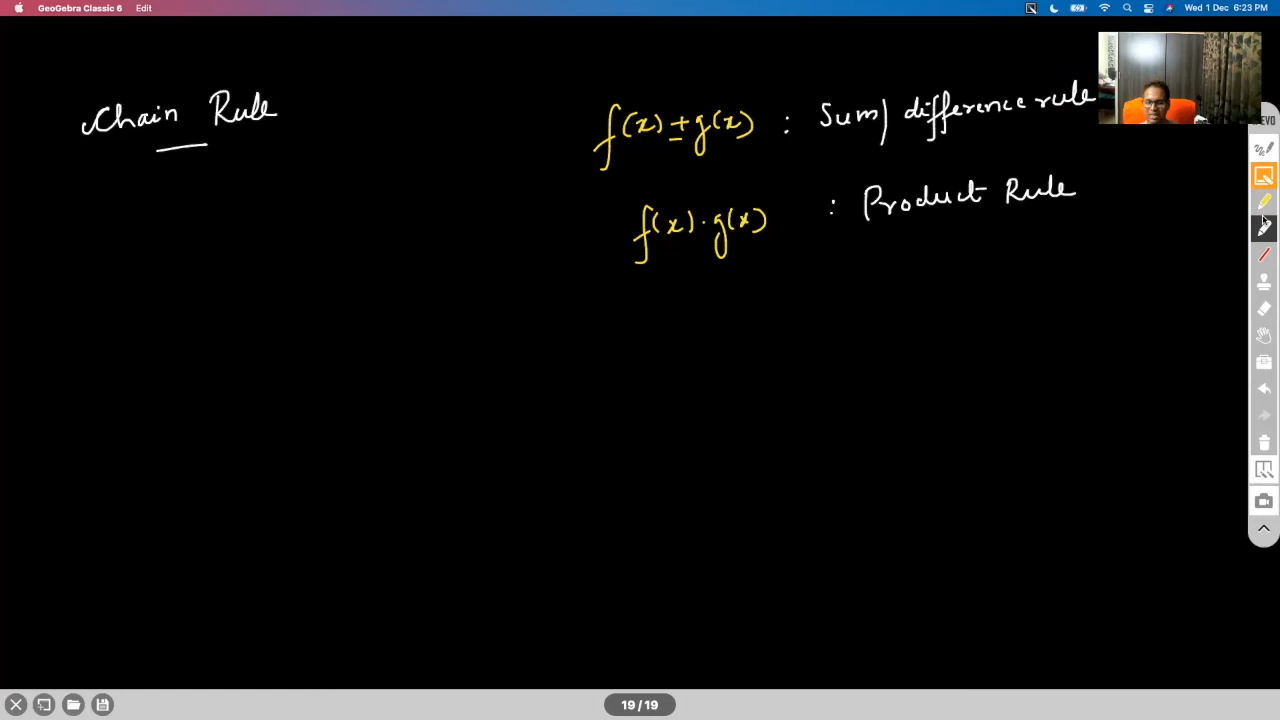 GeoGebra Classic 6 Edit Wed 1 Dec 6:23 PM
Chain Rule
f(x) ± g(x) : Sum/difference rule
f(x) · g(x) : Product Rule
19 / 19